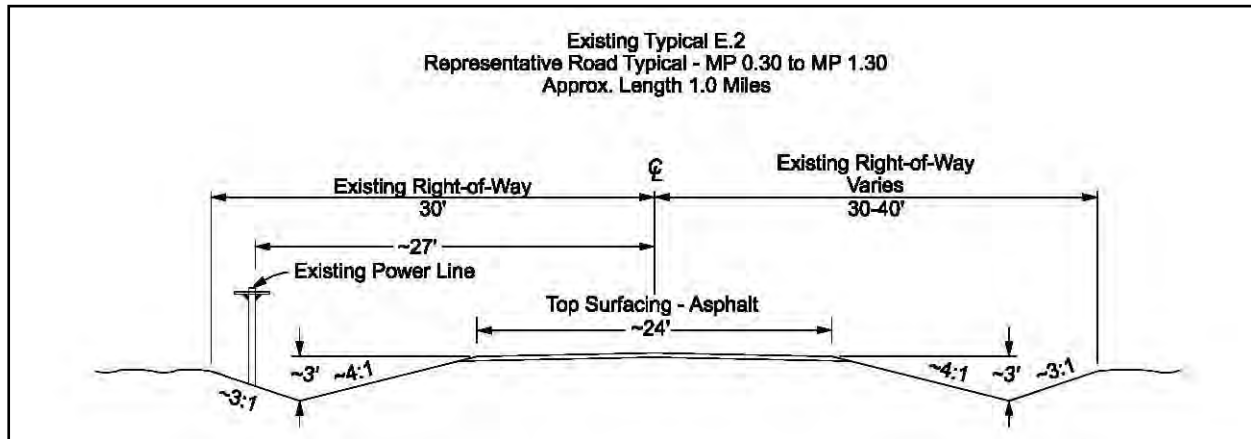 Existing Typical E.2
Representative Road Typical - MP 0.30 to MP 1.30
Approx. Length 1.0 Miles
℄
Existing Right-of-Way
30'
Existing Right-of-Way
Varies
30-40'
~27'
Existing Power Line
Top Surfacing - Asphalt
~24'
~3:1
~3'
~4:1
~4:1
~3'
~3:1